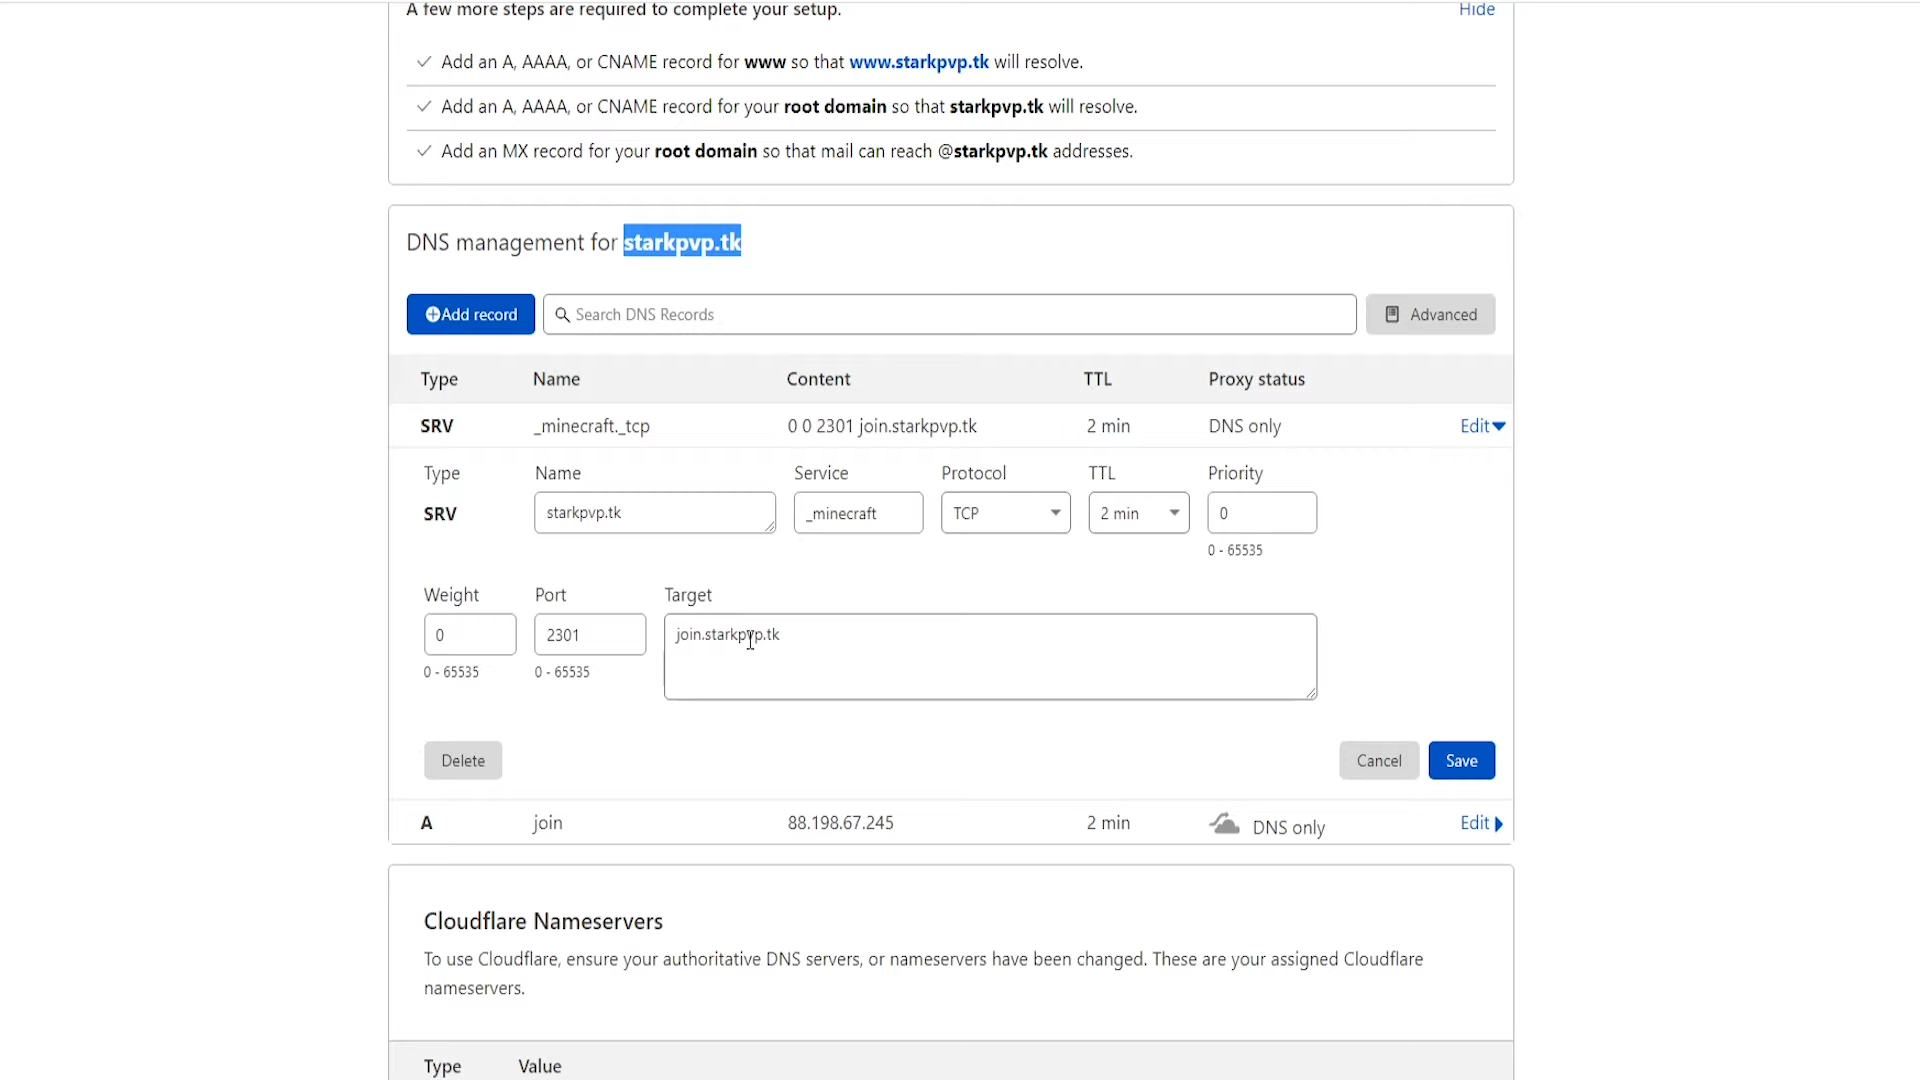 A few more steps are required to complete your setup.
Hide
Add an A, AAAA, or CNAME record for www so that www.starkpvp.tk will resolve.
Add an A, AAAA, or CNAME record for your root domain so that starkpvp.tk will resolve.
Add an MX record for your root domain so that mail can reach @starkpvp.tk addresses.
DNS management for starkpvp.tk
Add record
Search DNS Records
Advanced
Type Name Content TTL Proxy status
SRV _minecraft._tcp 0 0 2301 join.starkpvp.tk 2 min DNS only Edit
Type Name Service Protocol TTL Priority
SRV starkpvp.tk _minecraft TCP 2 min 0
0 - 65535
Weight Port Target
0 2301 join.starkpvp.tk
0 - 65535 0 - 65535
Delete Cancel Save
A join 88.198.67.245 2 min DNS only Edit
Cloudflare Nameservers
To use Cloudflare, ensure your authoritative DNS servers, or nameservers have been changed. These are your assigned Cloudflare
nameservers.
Type Value